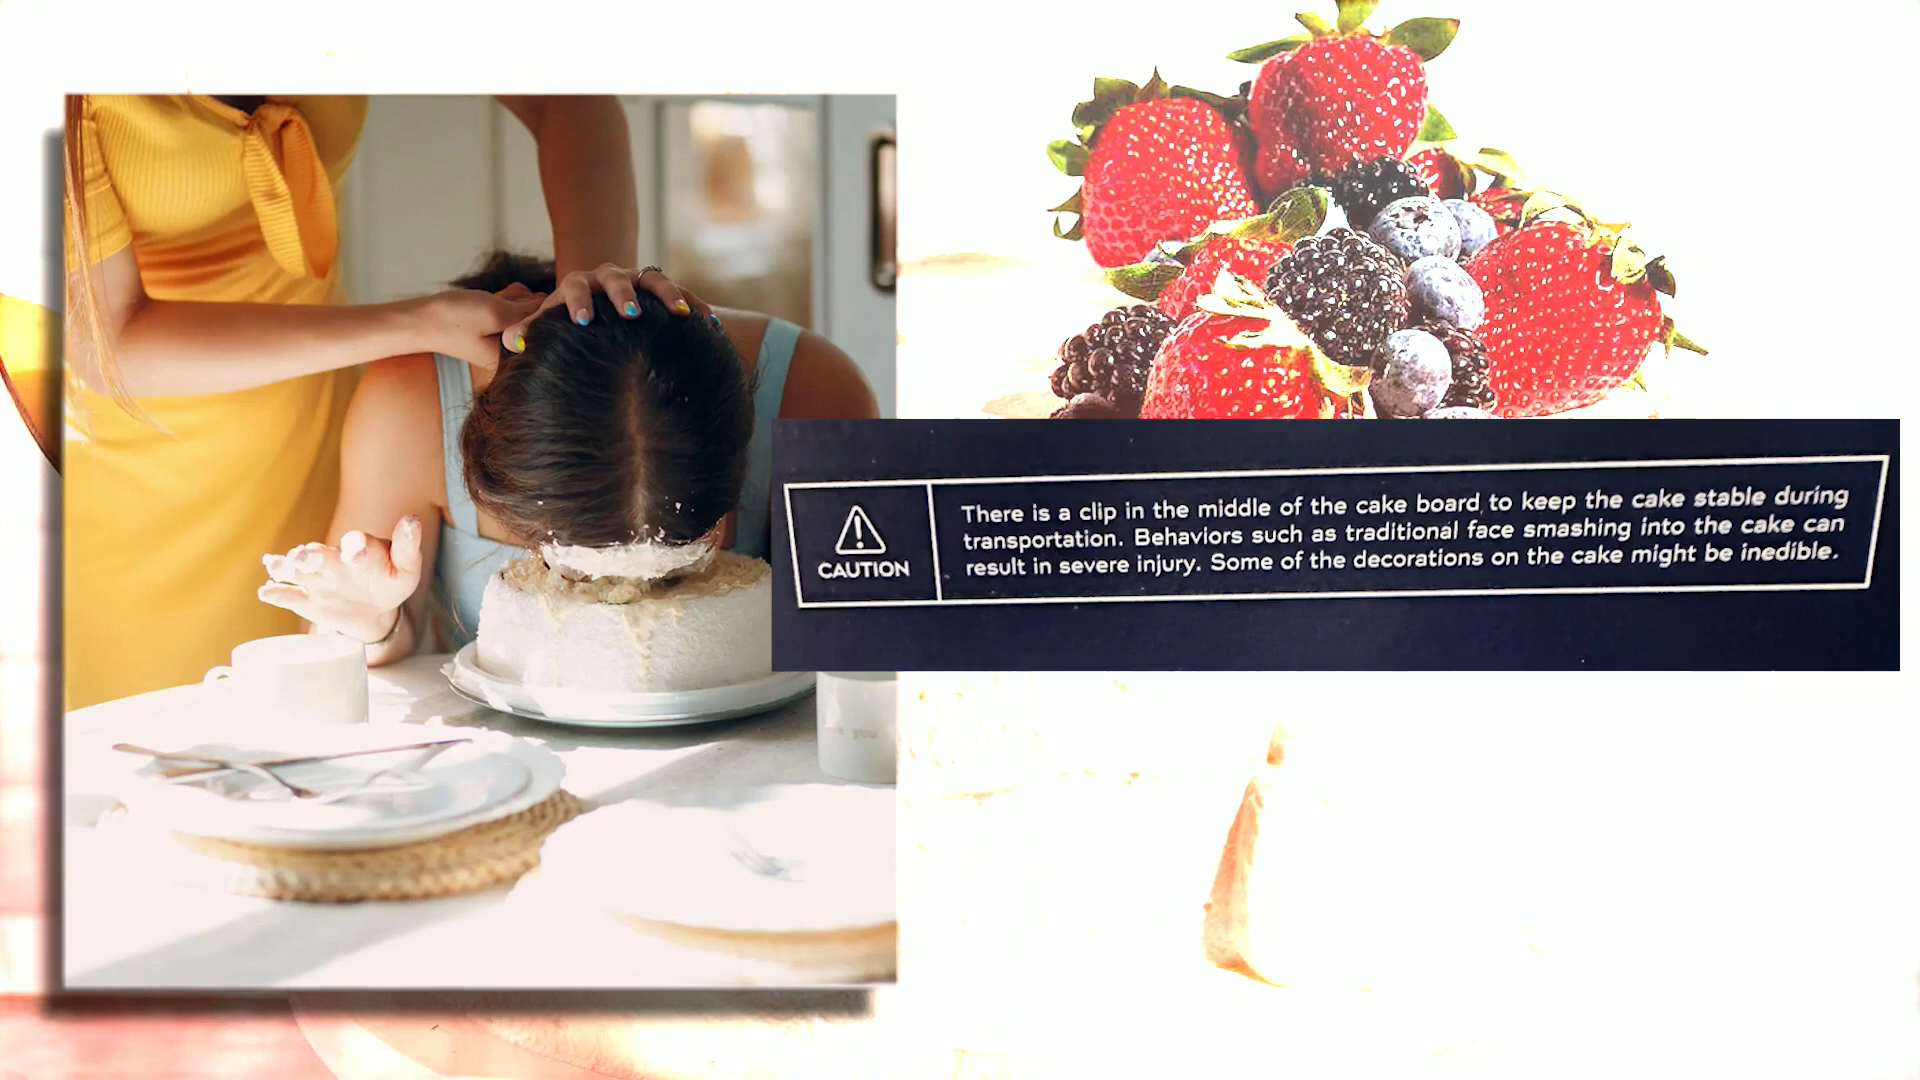 CAUTION
There is a clip in the middle of the cake board to keep the cake stable during
transportation. Behaviors such as traditional face smashing into the cake can
result in severe injury. Some of the decorations on the cake might be inedible.
you